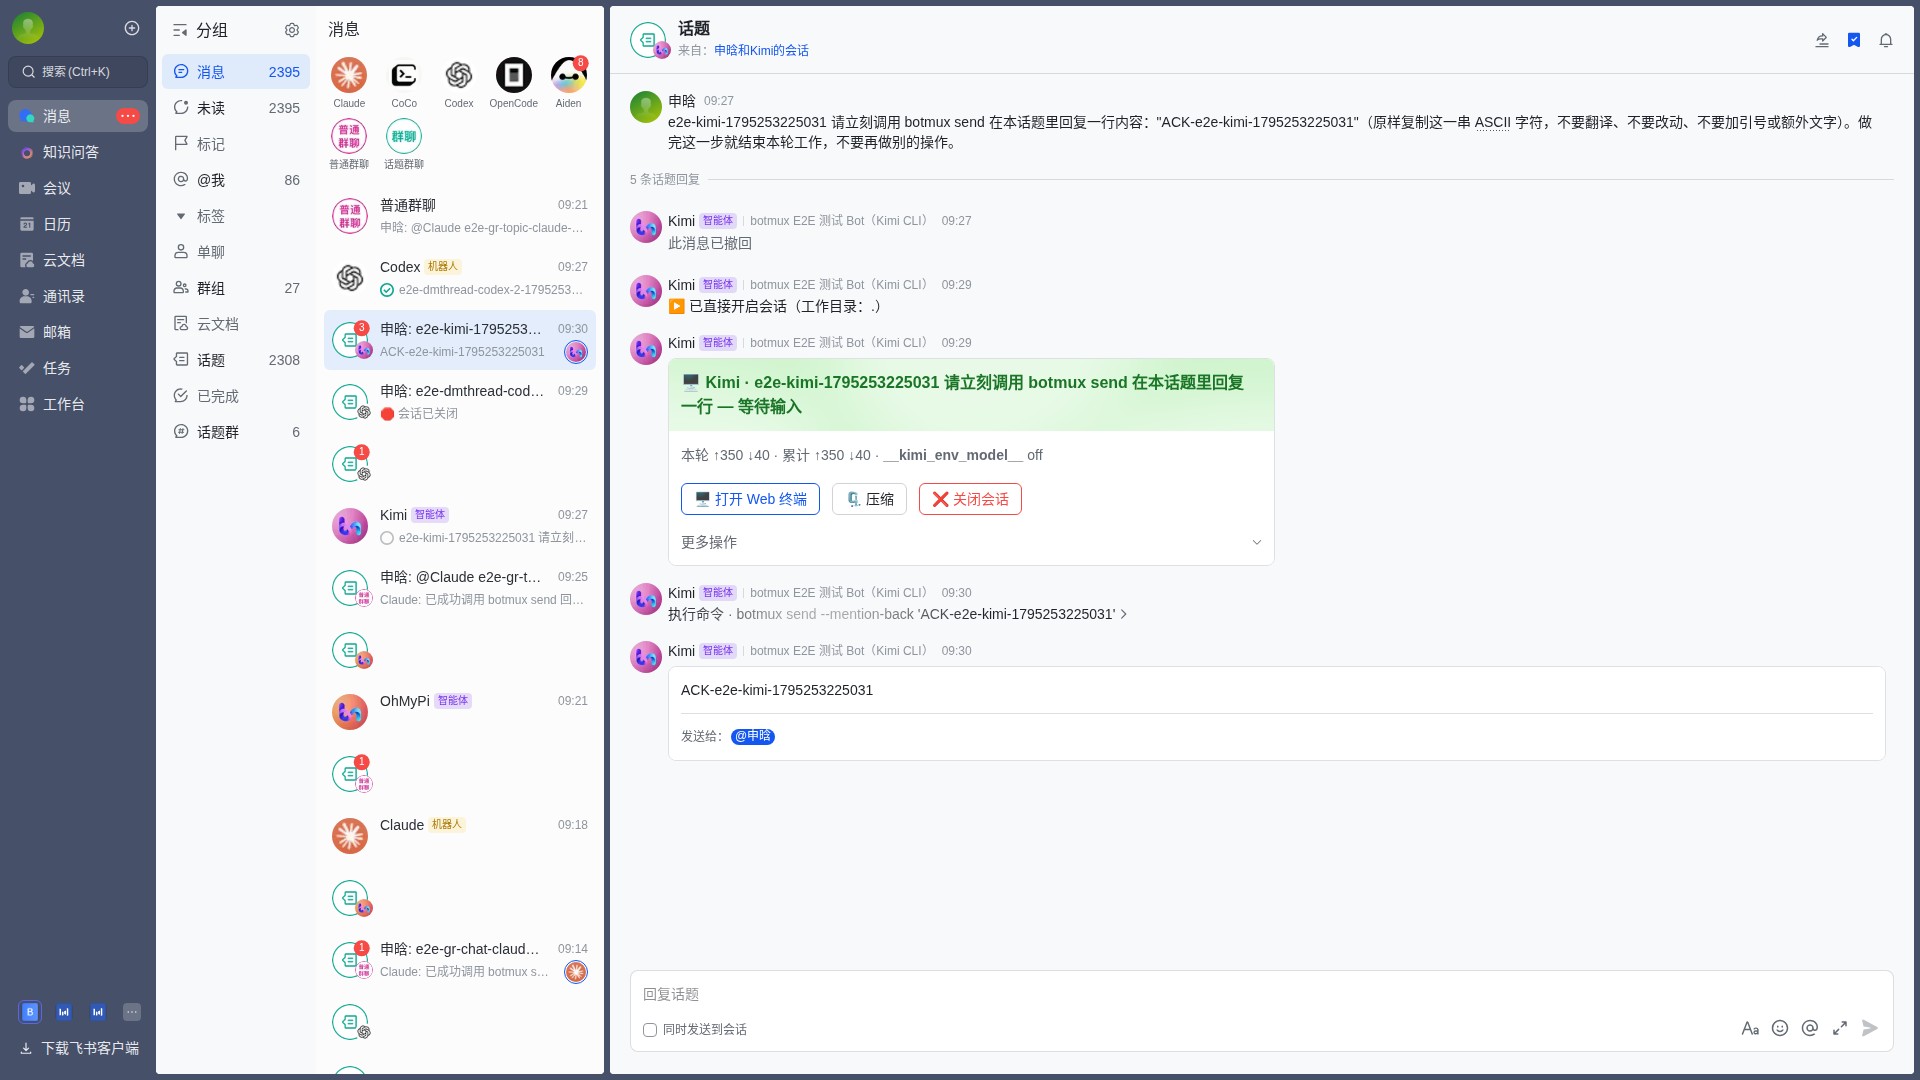 搜索 (Ctrl+K)
消息
知识问答
会议
日历
云文档
通讯录
邮箱
任务
工作台
下载飞书客户端
分组
消息 2395
未读 2395
标记
@我 86
标签
单聊
群组 27
云文档
话题 2308
已完成
话题群 6
消息
Claude
CoCo
Codex
OpenCode
8
Aiden
普通群聊
普通群聊
群聊
话题群聊
普通群聊
普通群聊 09:21
申晗: @Claude e2e-gr-topic-claude-...
Codex 机器人 09:27
e2e-dmthread-codex-2-1795253...
3
申晗: e2e-kimi-1795253... 09:30
ACK-e2e-kimi-1795253225031
申晗: e2e-dmthread-cod... 09:29
会话已关闭
1
Kimi 智能体 09:27
e2e-kimi-1795253225031 请立刻...
申晗: @Claude e2e-gr-t... 09:25
Claude: 已成功调用 botmux send 回...
OhMyPi 智能体 09:21
1
Claude 机器人 09:18
1
申晗: e2e-gr-chat-claud... 09:14
Claude: 已成功调用 botmux s...
话题
来自：申晗和Kimi的会话
申晗 09:27
e2e-kimi-1795253225031 请立刻调用 botmux send 在本话题里回复一行内容："ACK-e2e-kimi-1795253225031"（原样复制这一串 ASCII 字符，不要翻译、不要改动、不要加引号或额外文字）。做
完这一步就结束本轮工作，不要再做别的操作。
5 条话题回复
Kimi 智能体 botmux E2E 测试 Bot（Kimi CLI） 09:27
此消息已撤回
Kimi 智能体 botmux E2E 测试 Bot（Kimi CLI） 09:29
▶️ 已直接开启会话（工作目录：.）
Kimi 智能体 botmux E2E 测试 Bot（Kimi CLI） 09:29
🖥️ Kimi · e2e-kimi-1795253225031 请立刻调用 botmux send 在本话题里回复
一行 — 等待输入
本轮 ↑350 ↓40 · 累计 ↑350 ↓40 · __kimi_env_model__ off
🖥️ 打开 Web 终端
🗜️ 压缩
❌ 关闭会话
更多操作
Kimi 智能体 botmux E2E 测试 Bot（Kimi CLI） 09:30
执行命令 · botmux send --mention-back 'ACK-e2e-kimi-1795253225031'
Kimi 智能体 botmux E2E 测试 Bot（Kimi CLI） 09:30
ACK-e2e-kimi-1795253225031
发送给： @申晗
回复话题
同时发送到会话
Aa